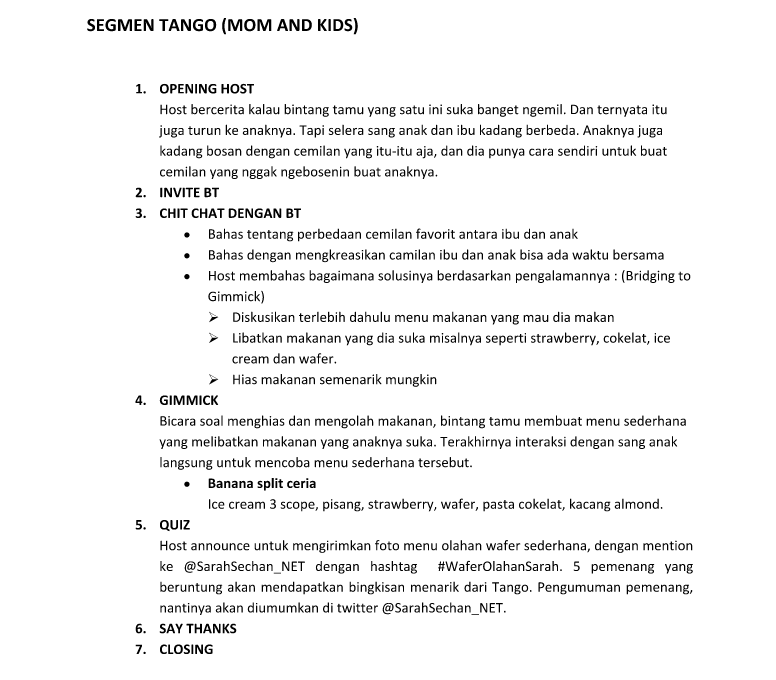 SEGMEN TANGO (MOM AND KIDS)
1. OPENING HOST
Host bercerita kalau bintang tamu yang satu ini suka banget ngemil. Dan ternyata itu
juga turun ke anaknya. Tapi selera sang anak dan ibu kadang berbeda. Anaknya juga
kadang bosan dengan cemilan yang itu-itu aja, dan dia punya cara sendiri untuk buat
cemilan yang nggak ngebosenin buat anaknya.
2. INVITE BT
3. CHIT CHAT DENGAN BT
• Bahas tentang perbedaan cemilan favorit antara ibu dan anak
• Bahas dengan mengkreasikan camilan ibu dan anak bisa ada waktu bersama
• Host membahas bagaimana solusinya berdasarkan pengalamannya : (Bridging to
Gimmick)
➢ Diskusikan terlebih dahulu menu makanan yang mau dia makan
➢ Libatkan makanan yang dia suka misalnya seperti strawberry, cokelat, ice
cream dan wafer.
➢ Hias makanan semenarik mungkin
4. GIMMICK
Bicara soal menghias dan mengolah makanan, bintang tamu membuat menu sederhana
yang melibatkan makanan yang anaknya suka. Terakhirnya interaksi dengan sang anak
langsung untuk mencoba menu sederhana tersebut.
• Banana split ceria
Ice cream 3 scope, pisang, strawberry, wafer, pasta cokelat, kacang almond.
5. QUIZ
Host announce untuk mengirimkan foto menu olahan wafer sederhana, dengan mention
ke @SarahSechan_NET dengan hashtag #WaferOlahanSarah. 5 pemenang yang
beruntung akan mendapatkan bingkisan menarik dari Tango. Pengumuman pemenang,
nantinya akan diumumkan di twitter @SarahSechan_NET.
6. SAY THANKS
7. CLOSING